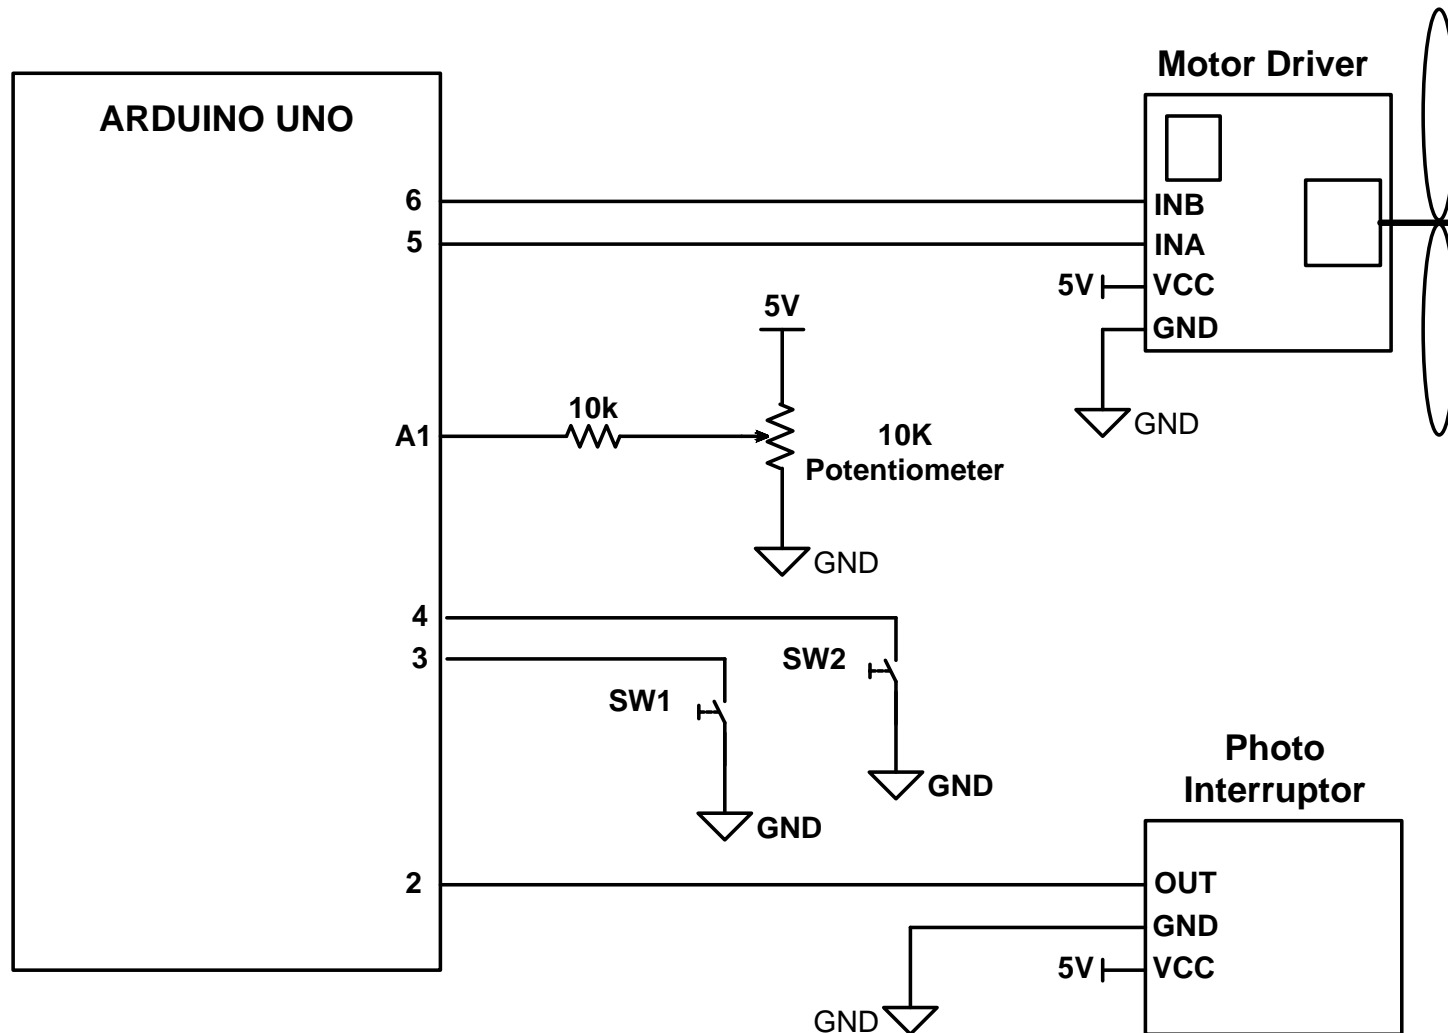 Motor Driver
ARDUINO UNO
6
INB
5
INA
5V
VCC
GND
GND
5V
10k
A1
10K
Potentiometer
GND
4
3
SW2
SW1
GND
GND
Photo
Interruptor
2
OUT
GND
5V
VCC
GND